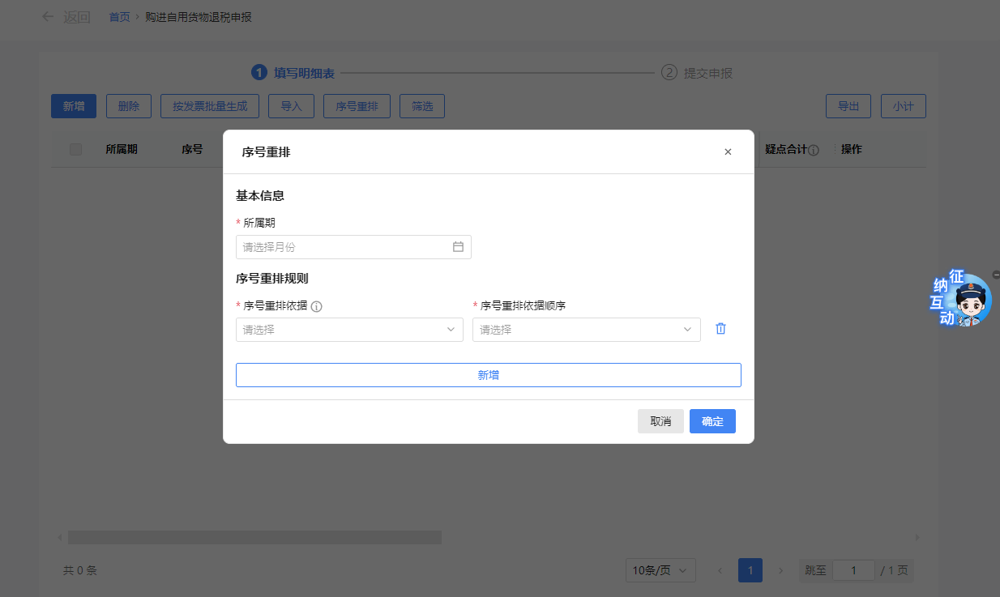 返回 首页 > 购进自用货物退税申报
1 填写明细表 2 提交申报
新增 删除 按发票批量生成 导入 序号重排 筛选 导出 小计
所属期 序号 疑点合计 操作
序号重排 ×
基本信息
* 所属期
请选择月份
序号重排规则
* 序号重排依据 * 序号重排依据顺序
请选择 请选择
新增
取消 确定
征
纳
互
动
共 0 条 10条/页 < 1 > 跳至 1 / 1 页